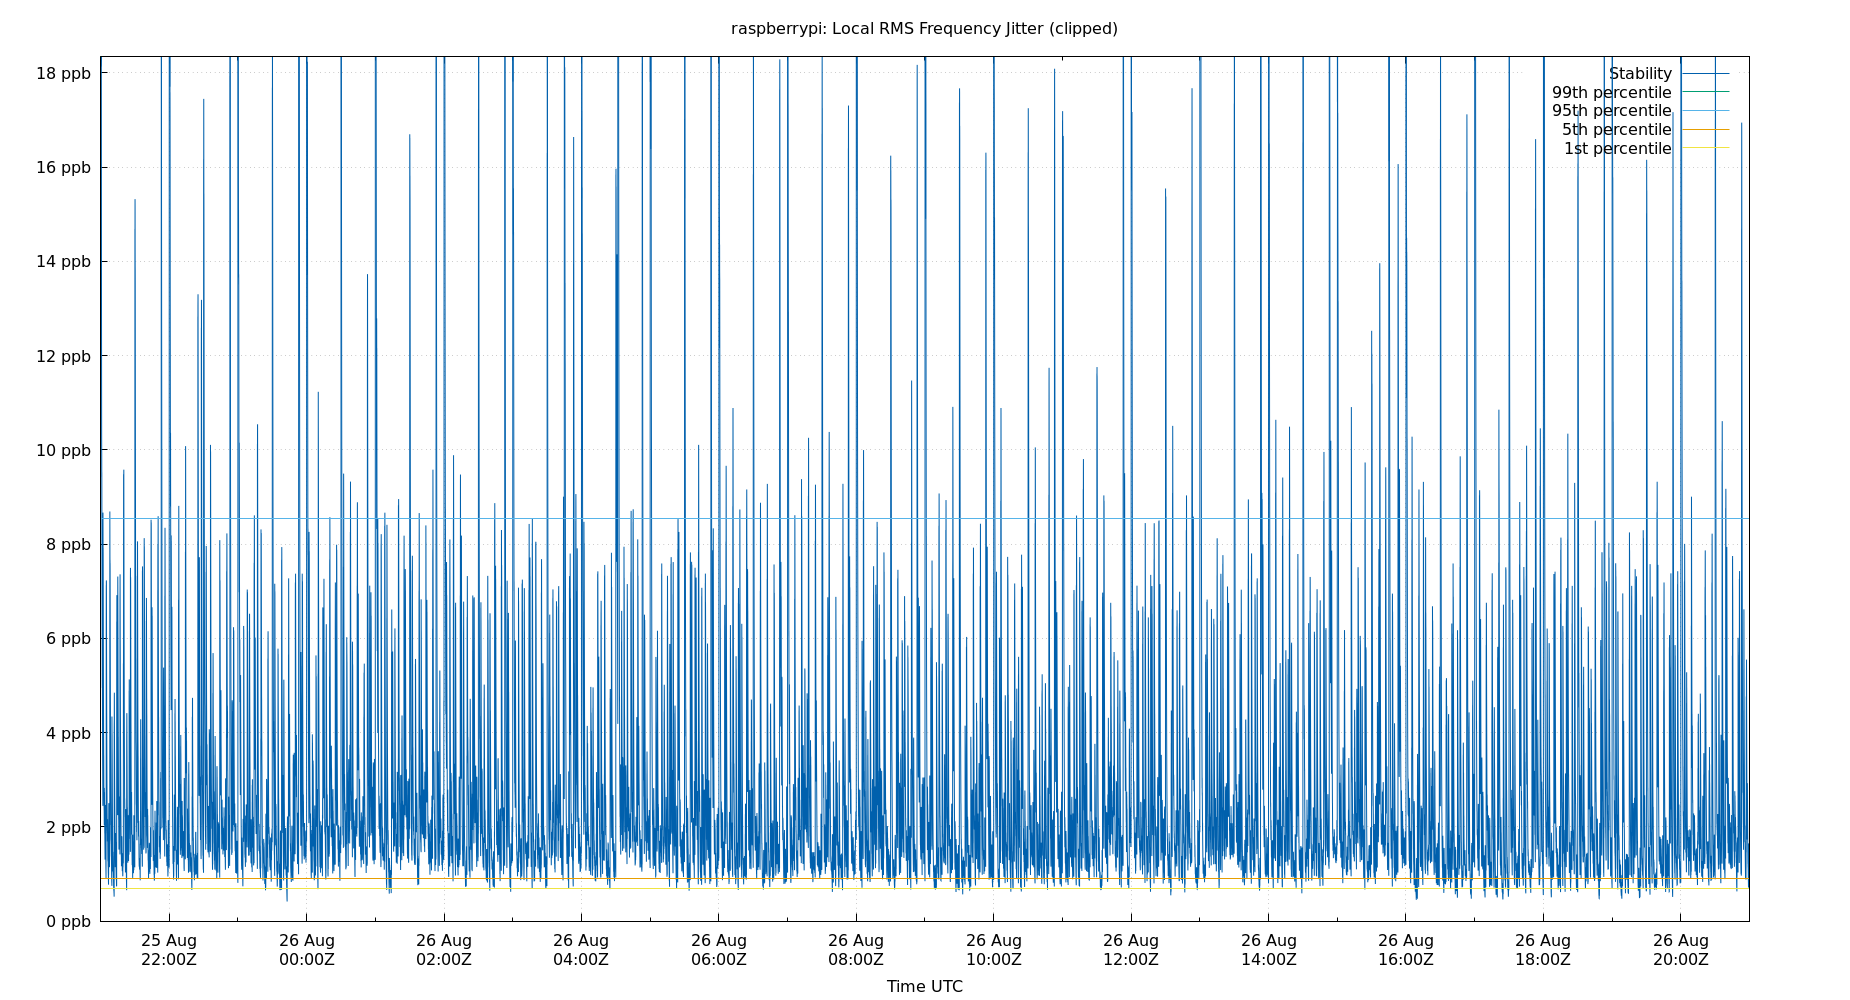 raspberrypi: Local RMS Frequency Jitter (clipped)
18 ppb
16 ppb
14 ppb
12 ppb
10 ppb
8 ppb
6 ppb
4 ppb
2 ppb
0 ppb
Stability
99th percentile
95th percentile
5th percentile
1st percentile
25 Aug 26 Aug 26 Aug 26 Aug 26 Aug 26 Aug 26 Aug 26 Aug 26 Aug 26 Aug 26 Aug 26 Aug
22:00Z 00:00Z 02:00Z 04:00Z 06:00Z 08:00Z 10:00Z 12:00Z 14:00Z 16:00Z 18:00Z 20:00Z
Time UTC